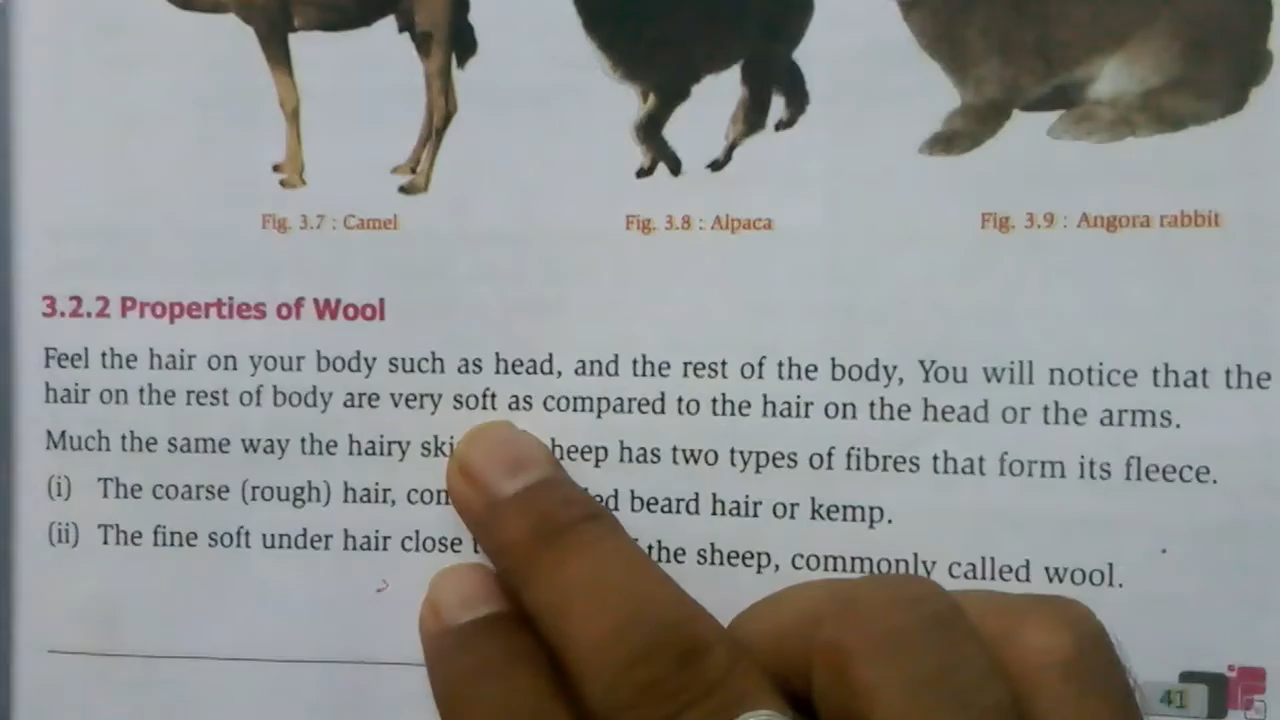 Fig. 3.7 : Camel
Fig. 3.8 : Alpaca
Fig. 3.9 : Angora rabbit
3.2.2 Properties of Wool
Feel the hair on your body such as head, and the rest of the body, You will notice that the
hair on the rest of body are very soft as compared to the hair on the head or the arms.
Much the same way the hairy has two types of fibres that form its fleece.
(i) The coarse (rough) hair, beard hair or kemp.
(ii) The fine soft under hair close the sheep, commonly called wool.
41